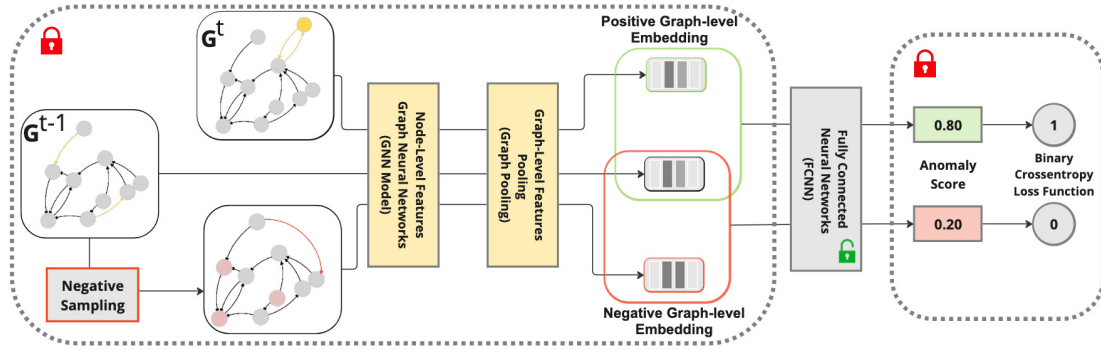 G^t
G^t-1
Negative
Sampling
Node-Level Features
Graph Neural Networks
(GNN Model)
Graph-Level Features
Pooling
(Graph Pooling)
Positive Graph-level
Embedding
Negative Graph-level
Embedding
Fully Connected
Neural Networks
(FCNN)
0.80
1
Anomaly
Score
Binary
Crossentropy
Loss Function
0.20
0